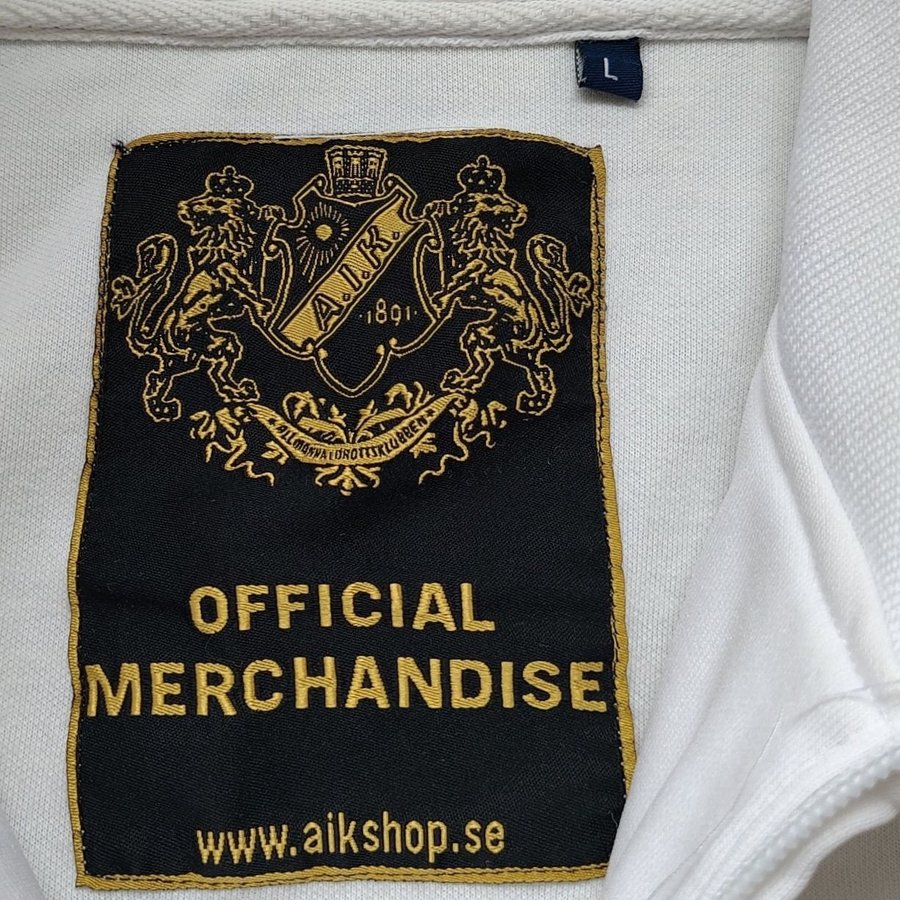 L
A.I.K.
·1891·
ALLMÄNNA IDROTTSKLUBBEN
OFFICIAL
MERCHANDISE
www.aikshop.se